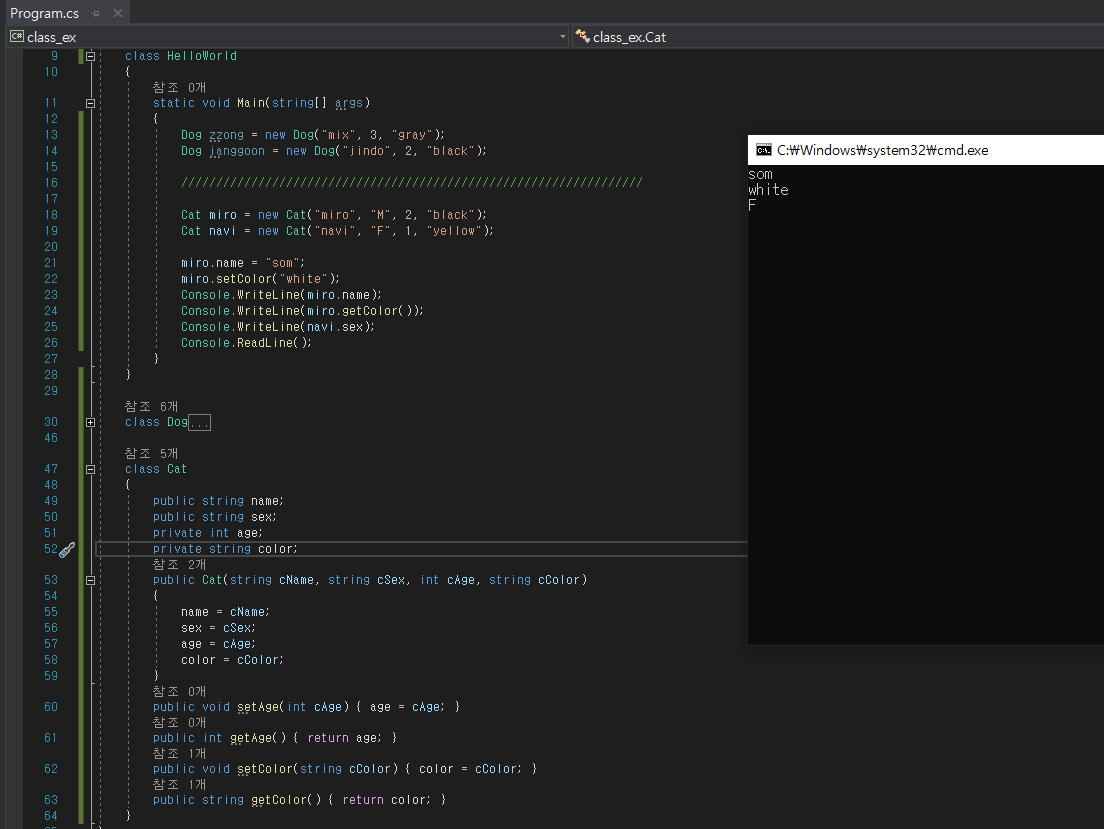 Program.cs
class_ex
class_ex.Cat
9 class HelloWorld
10 {
참조 0개
11 static void Main(string[] args)
12 {
13 Dog zzong = new Dog("mix", 3, "gray");
14 Dog janggoon = new Dog("jindo", 2, "black");
15
16 //////////////////////////////////////////////////////////////////
17
18 Cat miro = new Cat("miro", "M", 2, "black");
19 Cat navi = new Cat("navi", "F", 1, "yellow");
20
21 miro.name = "som";
22 miro.setColor("white");
23 Console.WriteLine(miro.name);
24 Console.WriteLine(miro.getColor());
25 Console.WriteLine(navi.sex);
26 Console.ReadLine();
27 }
28 }
29
참조 6개
30 class Dog...
46
참조 5개
47 class Cat
48 {
49 public string name;
50 public string sex;
51 private int age;
52 private string color;
참조 2개
53 public Cat(string cName, string cSex, int cAge, string cColor)
54 {
55 name = cName;
56 sex = cSex;
57 age = cAge;
58 color = cColor;
59 }
참조 0개
60 public void setAge(int cAge) { age = cAge; }
참조 0개
61 public int getAge() { return age; }
참조 1개
62 public void setColor(string cColor) { color = cColor; }
참조 1개
63 public string getColor() { return color; }
64 }
C:₩Windows₩system32₩cmd.exe
som
white
F